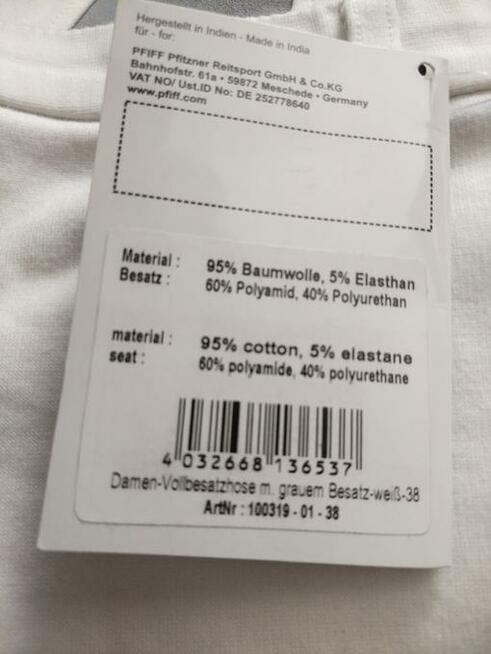 Hergestellt in Indien - Made in India
für - for:
PFIFF Pfitzner Reitsport GmbH & Co.KG
Bahnhofstr. 61a • 59872 Meschede • Germany
VAT NO/ Ust.ID No: DE 252778640
www.pfiff.com
Material : 95% Baumwolle, 5% Elasthan
Besatz : 60% Polyamid, 40% Polyurethan
material : 95% cotton, 5% elastane
seat : 60% polyamide, 40% polyurethane
4 032668 136537
Damen-Vollbesatzhose m. grauem Besatz-weiß-38
ArtNr : 100319 - 01 - 38